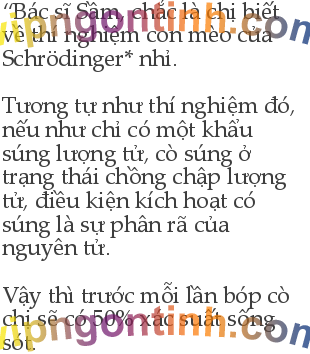 “Bác sĩ Sầm, chắc là chị biết
về thí nghiệm con mèo của
Schrödinger* nhỉ.
Tương tự như thí nghiệm đó,
nếu như chỉ có một khẩu
súng lượng tử, cò súng ở
trạng thái chồng chập lượng
tử, điều kiện kích hoạt cò
súng là sự phân rã của
nguyên tử.
Vậy thì trước mỗi lần bóp cò
chị sẽ có 50% xác suất sống
sót.
vipngontinh.com
vipngontinh.com